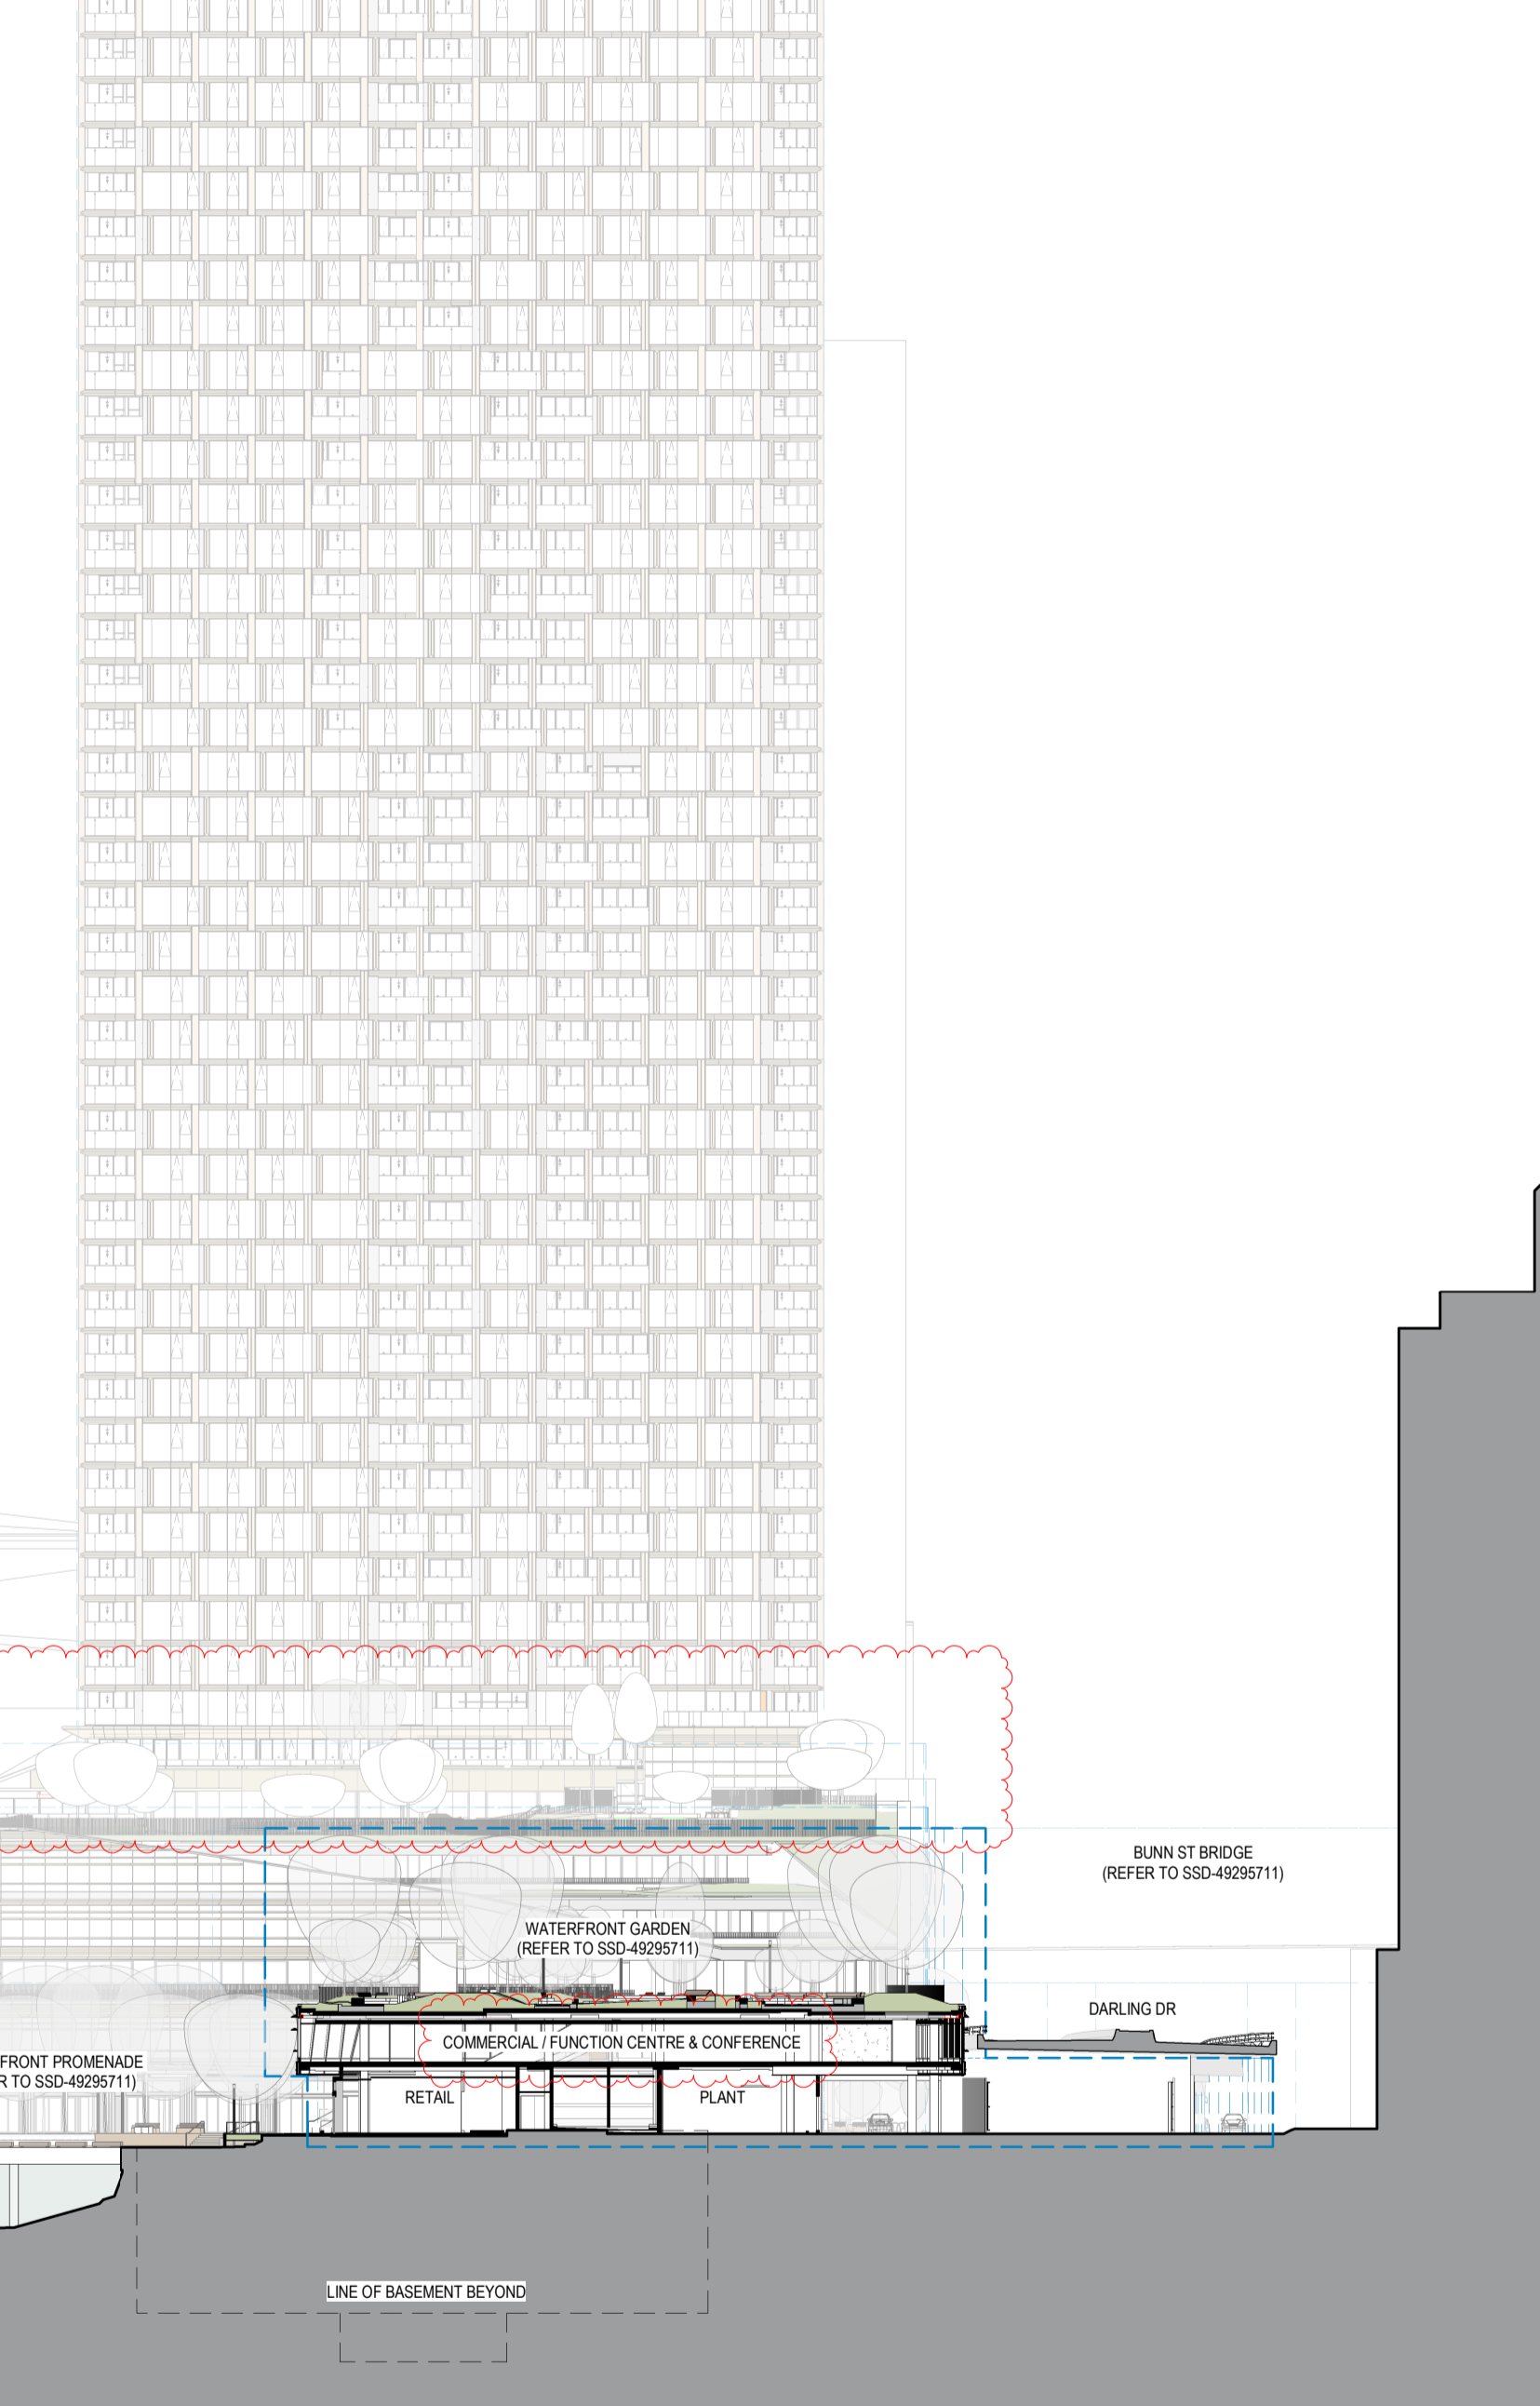 BUNN ST BRIDGE
(REFER TO SSD-49295711)
WATERFRONT GARDEN
(REFER TO SSD-49295711)
DARLING DR
COMMERCIAL / FUNCTION CENTRE & CONFERENCE
FRONT PROMENADE
R TO SSD-49295711)
RETAIL
PLANT
LINE OF BASEMENT BEYOND